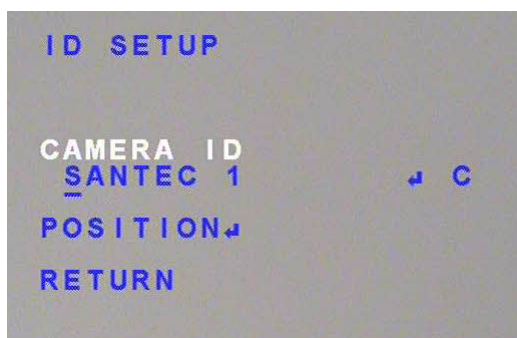 ID SETUP
CAMERA ID
SANTEC 1 ↲ C
POSITION↲
RETURN